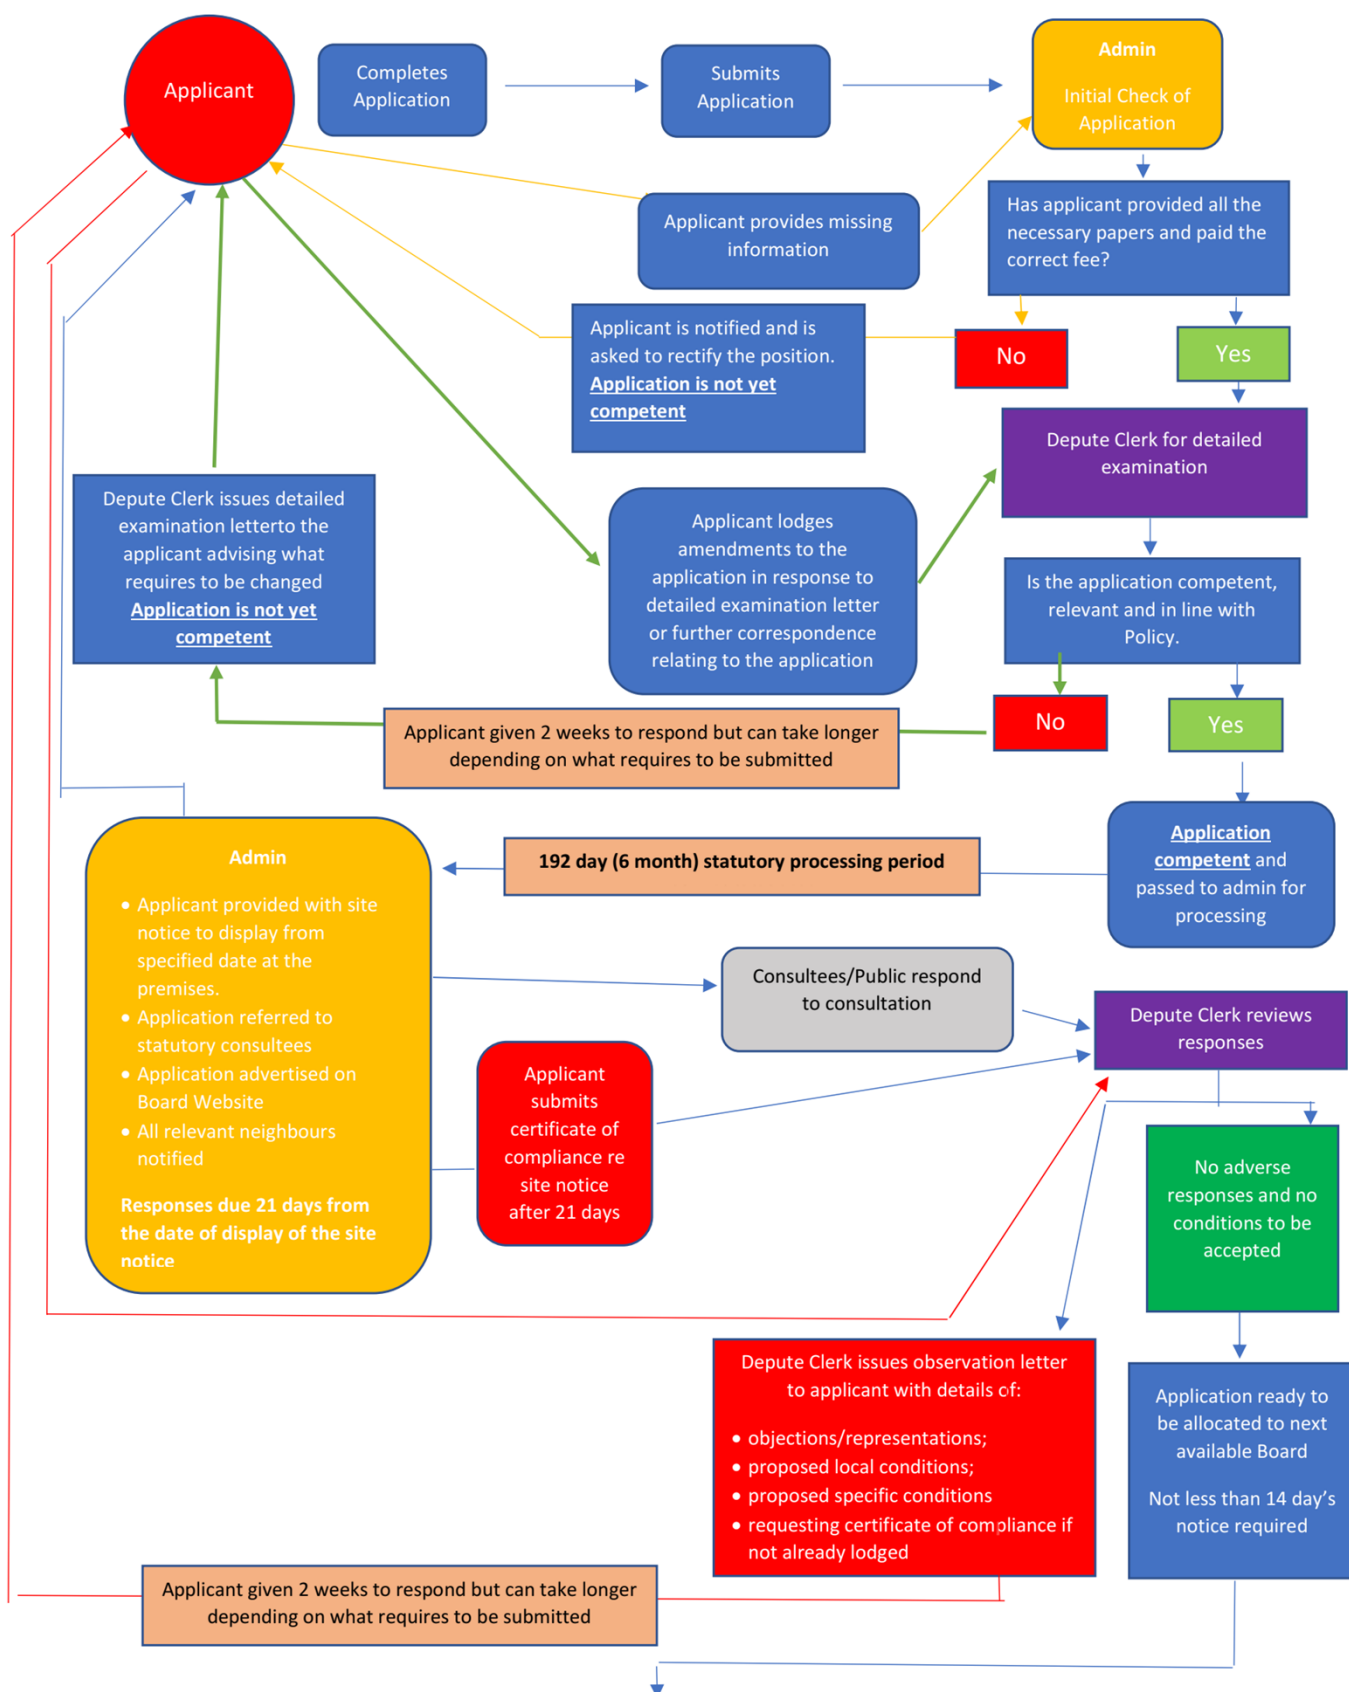 Applicant
Completes
Application
Submits
Application
Admin
Initial Check of
Application
Applicant provides missing
information
Has applicant provided all the
necessary papers and paid the
correct fee?
Applicant is notified and is
asked to rectify the position.
Application is not yet
competent
No
Yes
Depute Clerk for detailed
examination
Depute Clerk issues detailed
examination letterto the
applicant advising what
requires to be changed
Application is not yet
competent
Applicant lodges
amendments to the
application in response to
detailed examination letter
or further correspondence
relating to the application
Is the application competent,
relevant and in line with
Policy.
No
Yes
Applicant given 2 weeks to respond but can take longer
depending on what requires to be submitted
Application
competent and
passed to admin for
processing
192 day (6 month) statutory processing period
Admin
• Applicant provided with site
notice to display from
specified date at the
premises.
• Application referred to
statutory consultees
• Application advertised on
Board Website
• All relevant neighbours
notified
Responses due 21 days from
the date of display of the site
notice
Consultees/Public respond
to consultation
Depute Clerk reviews
responses
Applicant
submits
certificate of
compliance re
site notice
after 21 days
No adverse
responses and no
conditions to be
accepted
Depute Clerk issues observation letter
to applicant with details of:
• objections/representations;
• proposed local conditions;
• proposed specific conditions
• requesting certificate of compliance if
not already lodged
Application ready to
be allocated to next
available Board
Not less than 14 day's
notice required
Applicant given 2 weeks to respond but can take longer
depending on what requires to be submitted